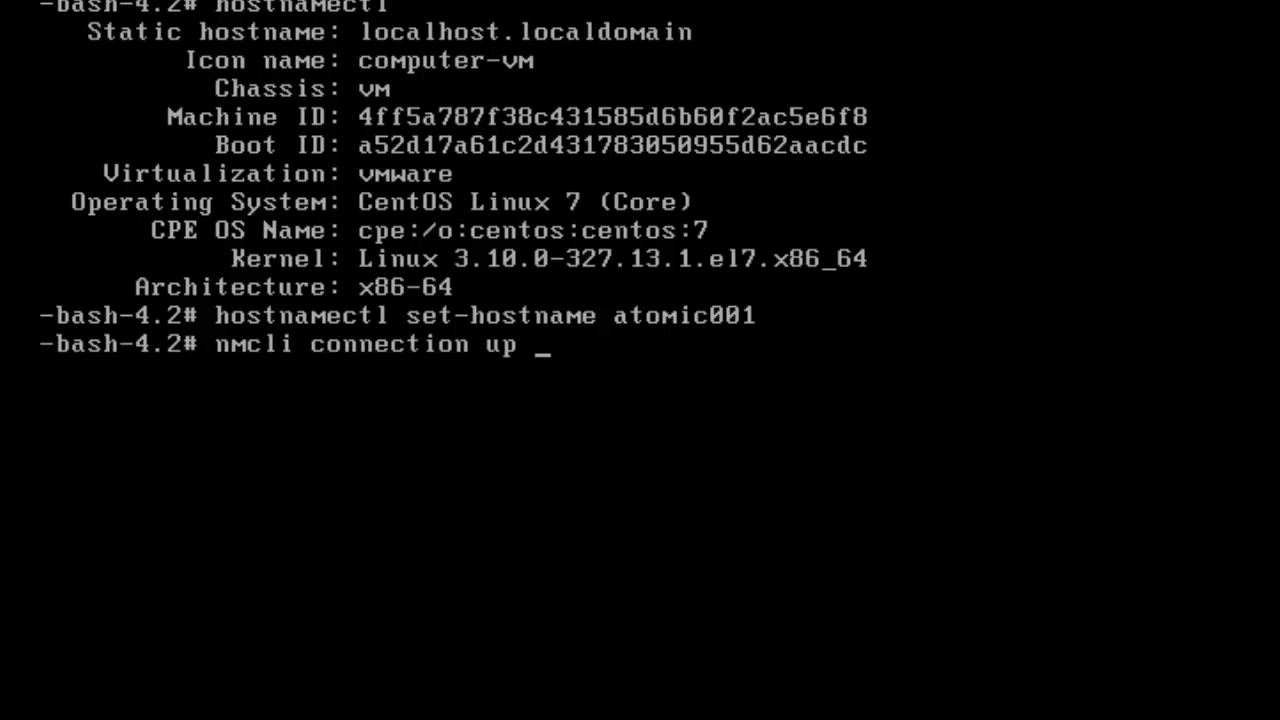 -bash-4.2# hostnamectl
Static hostname: localhost.localdomain
Icon name: computer-vm
Chassis: vm
Machine ID: 4ff5a787f38c431585d6b60f2ac5e6f8
Boot ID: a52d17a61c2d431783050955d62aacdc
Virtualization: vmware
Operating System: CentOS Linux 7 (Core)
CPE OS Name: cpe:/o:centos:centos:7
Kernel: Linux 3.10.0-327.13.1.el7.x86_64
Architecture: x86-64
-bash-4.2# hostnamectl set-hostname atomic001
-bash-4.2# nmcli connection up _